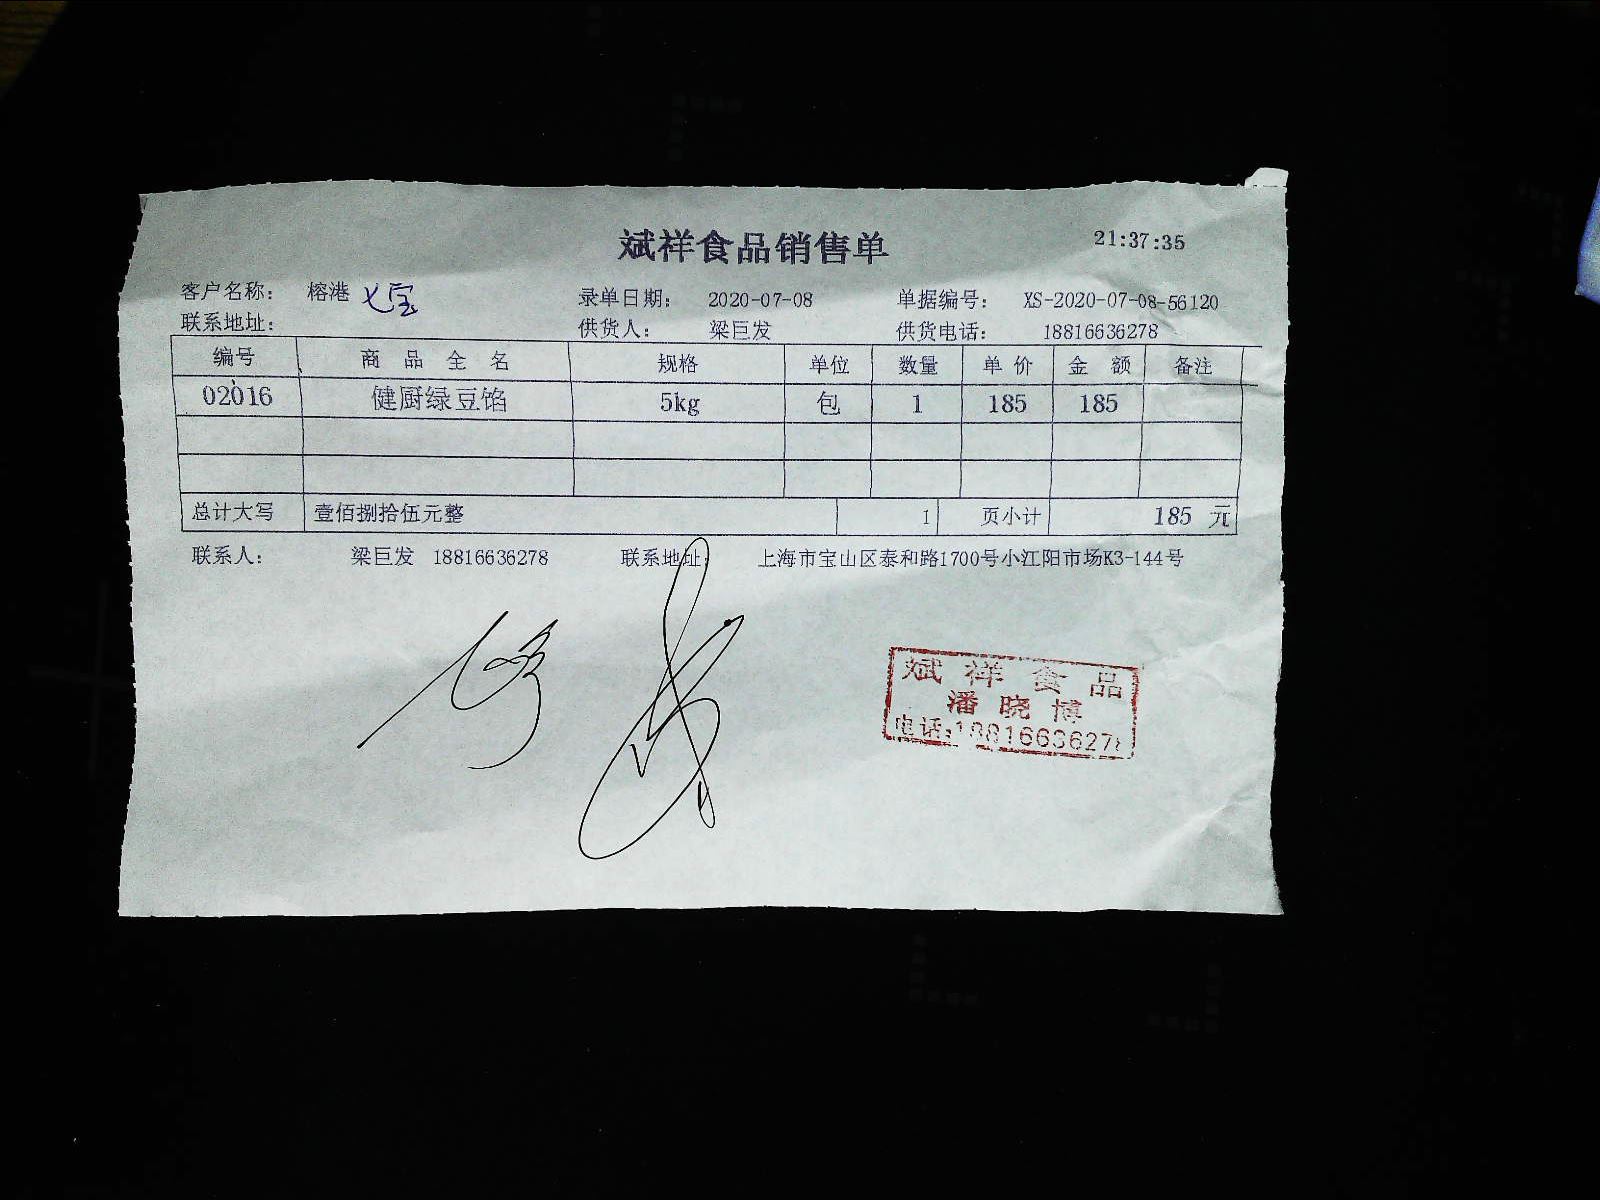 斌祥食品销售单 21:37:35
客户名称： 榕港 七宝 录单日期： 2020-07-08 单据编号： XS-2020-07-08-56120
联系地址： 供货人： 梁巨发 供货电话： 18816636278
编号 商品全名 规格 单位 数量 单价 金额 备注
02016 健厨绿豆馅 5kg 包 1 185 185
总计大写 壹佰捌拾伍元整 1 页小计 185 元
联系人： 梁巨发 18816636278 联系地址： 上海市宝山区泰和路1700号小江阳市场K3-144号
斌祥食品
潘晓博
电话:18816636278